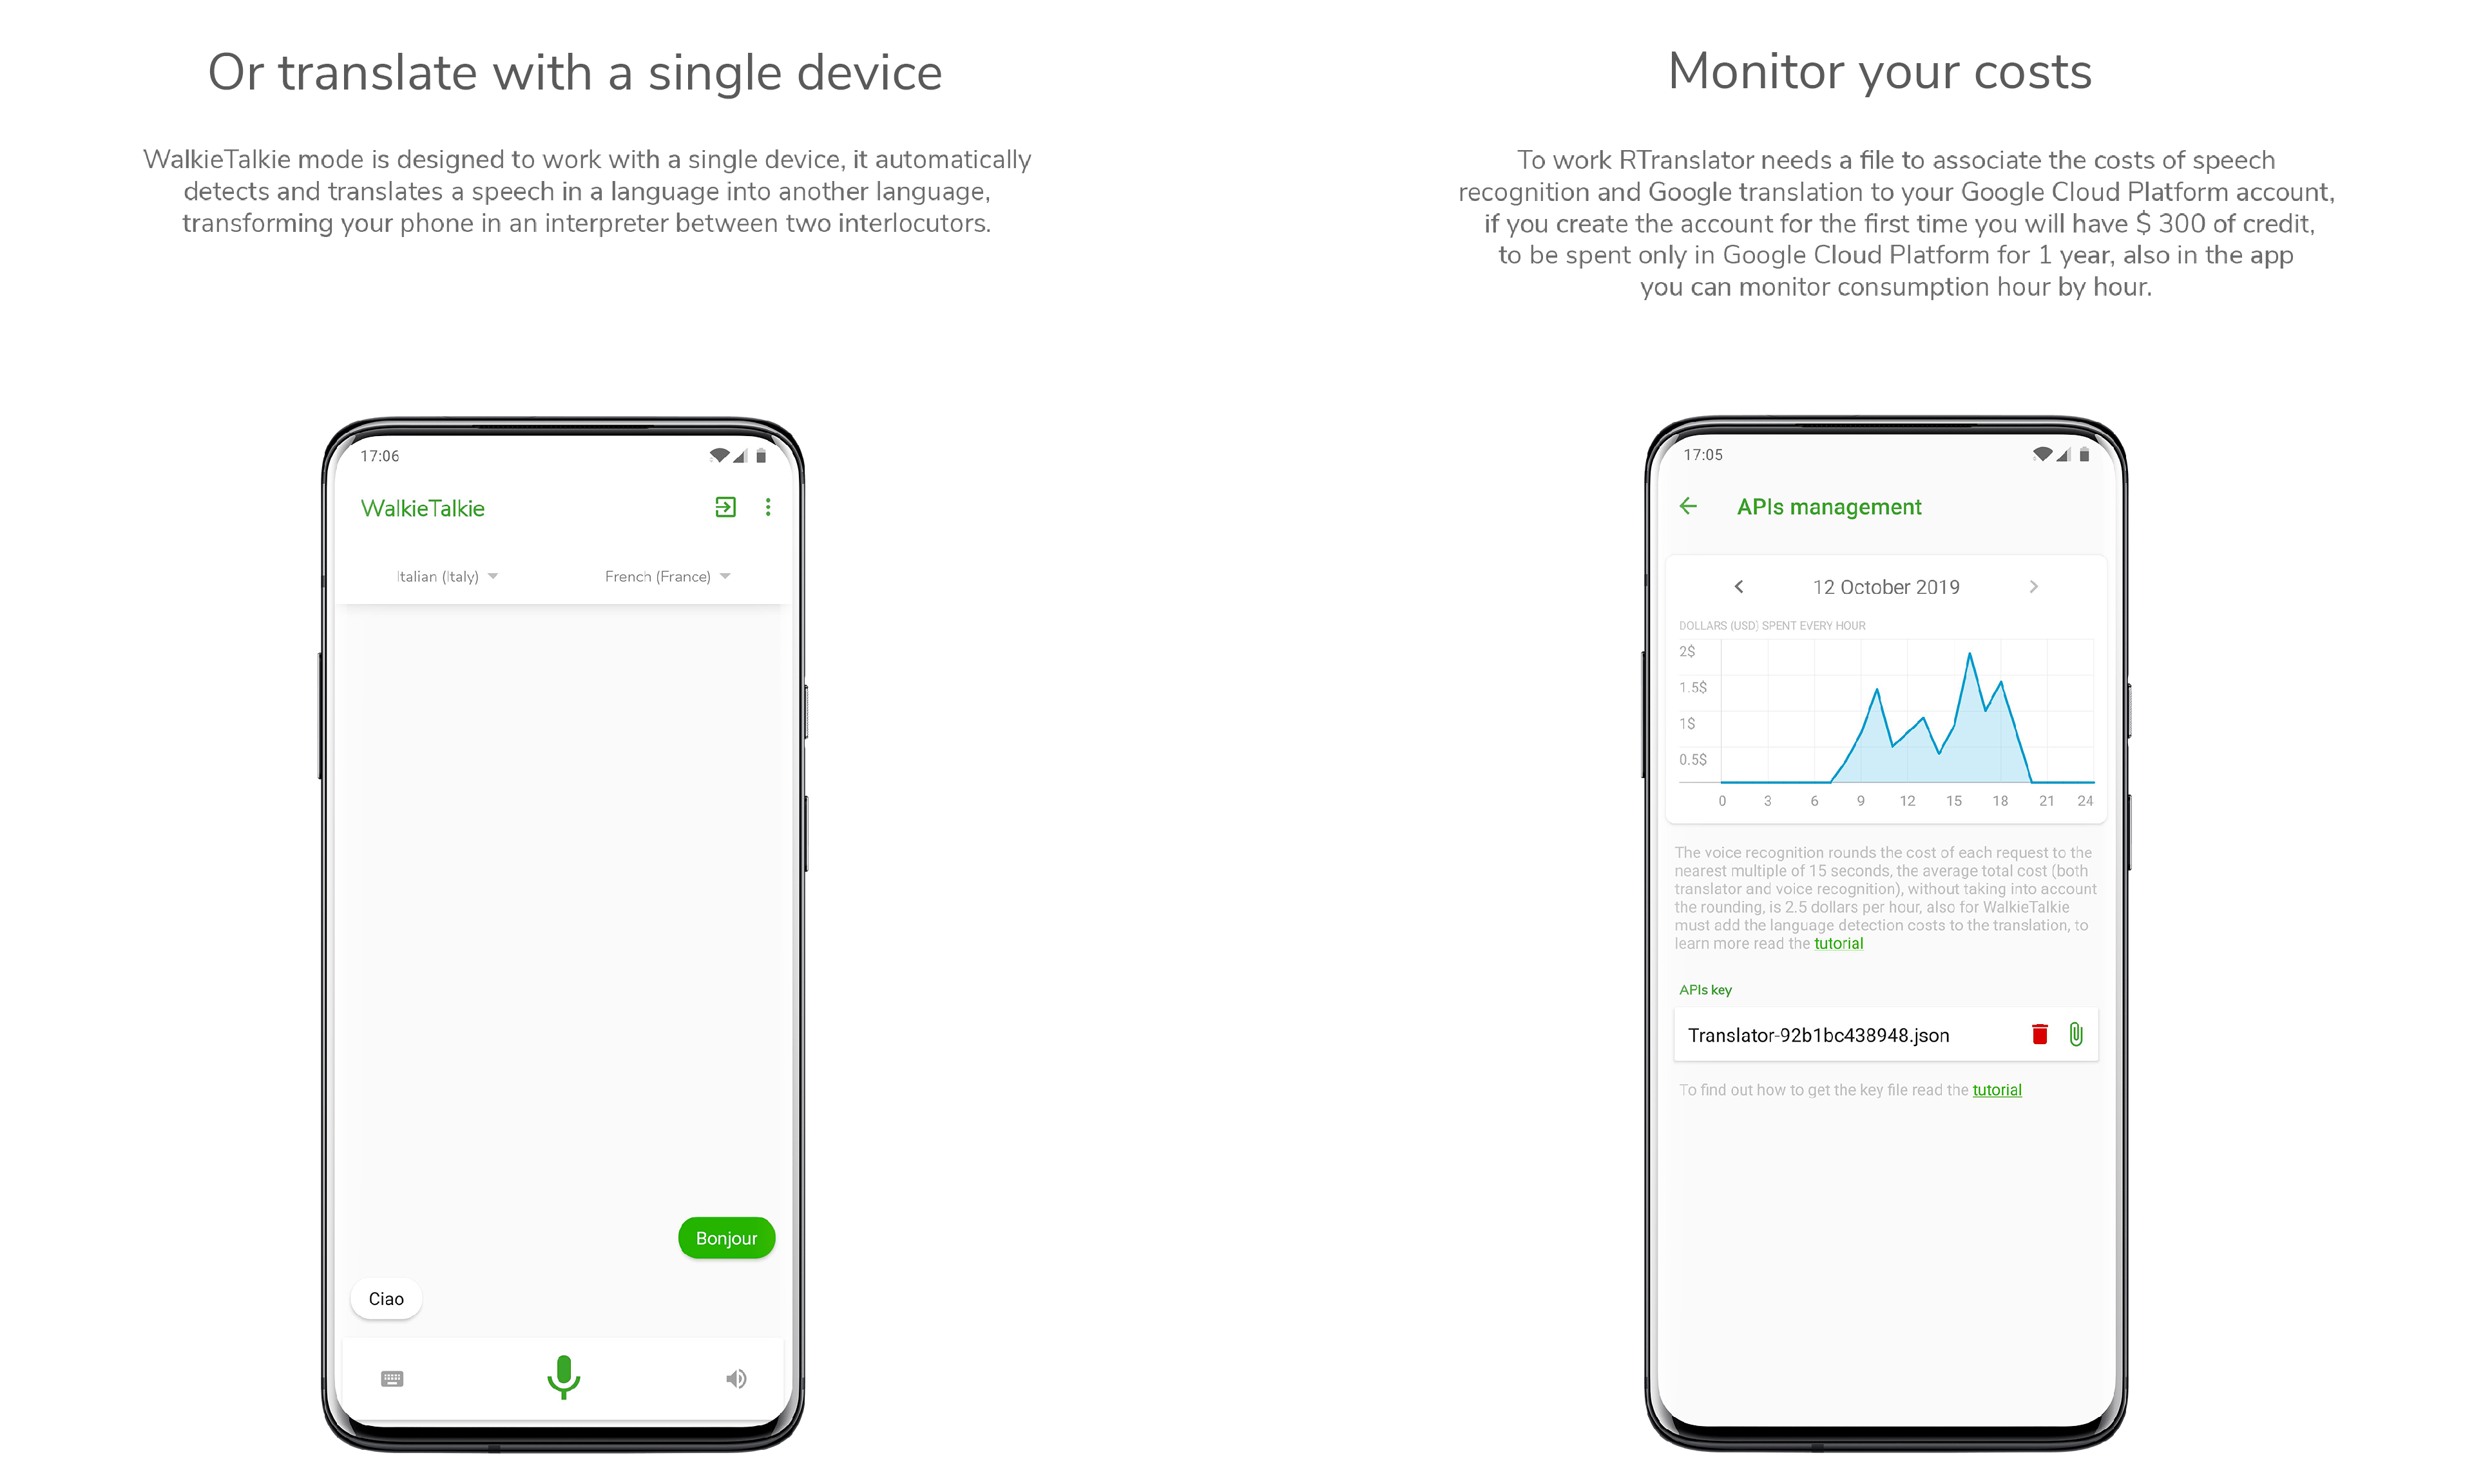 Or translate with a single device
WalkieTalkie mode is designed to work with a single device, it automatically
detects and translates a speech in a language into another language,
transforming your phone in an interpreter between two interlocutors.
17:06
WalkieTalkie
Italian (Italy)
French (France)
Bonjour
Ciao
Monitor your costs
To work RTranslator needs a file to associate the costs of speech
recognition and Google translation to your Google Cloud Platform account,
if you create the account for the first time you will have $ 300 of credit,
to be spent only in Google Cloud Platform for 1 year, also in the app
you can monitor consumption hour by hour.
17:05
APIs management
12 October 2019
DOLLARS (USD) SPENT EVERY HOUR
2$
1.5$
1$
0.5$
0 3 6 9 12 15 18 21 24
The voice recognition rounds the cost of each request to the
nearest multiple of 15 seconds, the average total cost (both
translator and voice recognition), without taking into account
the rounding, is 2.5 dollars per hour, also for WalkieTalkie
must add the language detection costs to the translation, to
learn more read the tutorial
APIs key
Translator-92b1bc438948.json
To find out how to get the key file read the tutorial